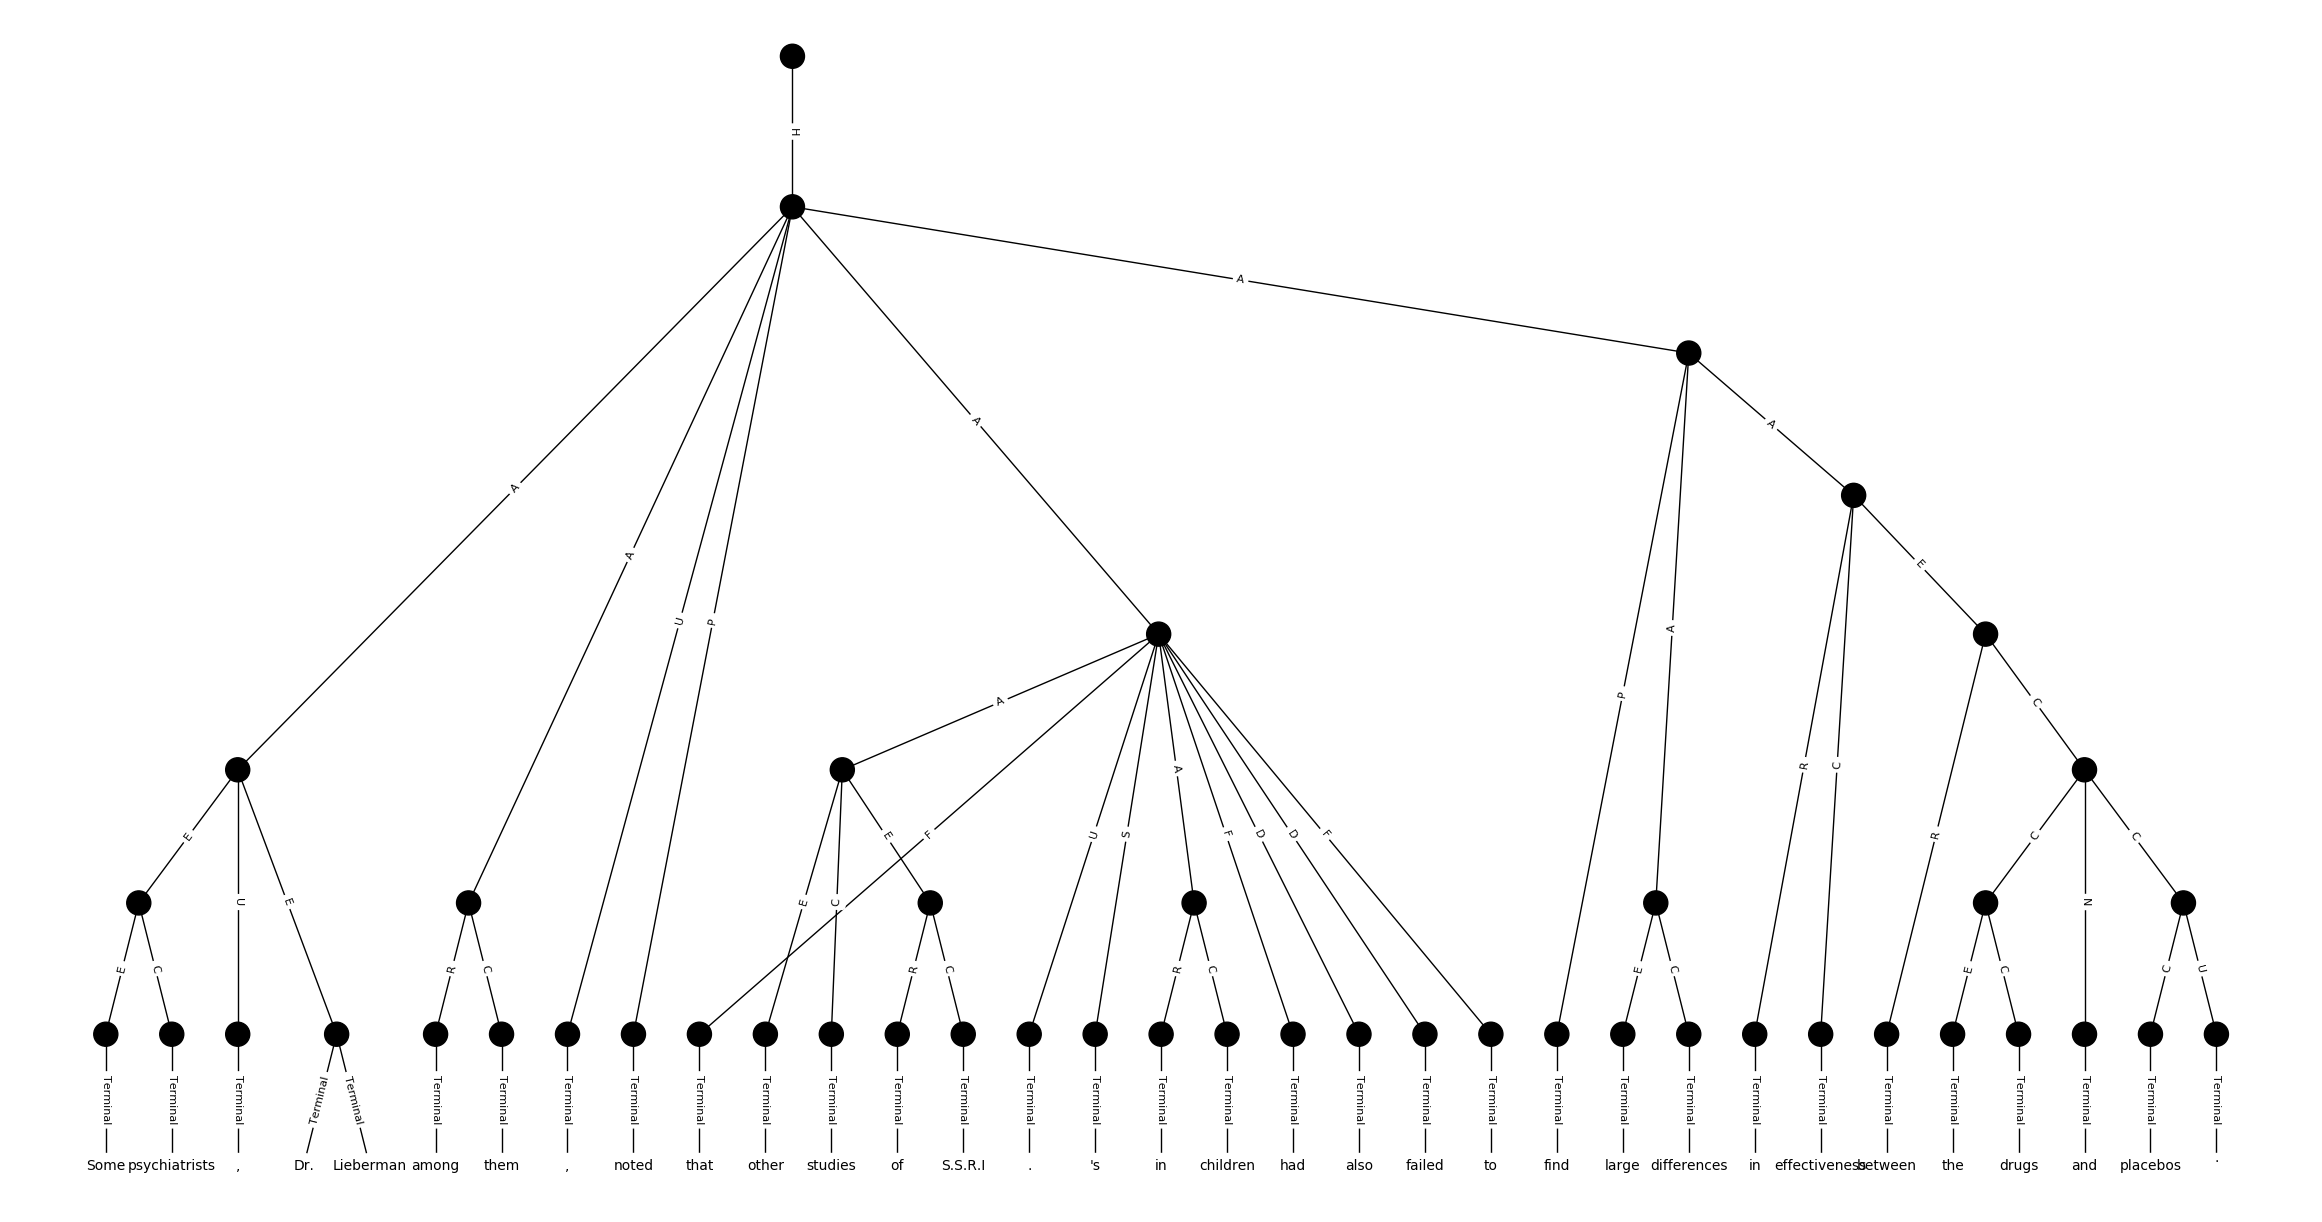 H
A
A
A
E
A
P
A
U
P
A
E
C
A
F
U
S
A
F
D
D
F
R
C
R
C
C
E
U
E
E
C
E
N
E
C
R
C
R
C
R
C
E
C
E
C
C
U
Terminal Terminal Terminal Terminal Terminal Terminal Terminal Terminal Terminal Terminal Terminal Terminal Terminal Terminal Terminal Terminal Terminal Terminal Terminal Terminal Terminal Terminal Terminal Terminal Terminal Terminal Terminal Terminal Terminal Terminal Terminal Terminal Terminal
Some psychiatrists , Dr. Lieberman among them , noted that other studies of S.S.R.I . 's in children had also failed to find large differences in effectiveness between the drugs and placebos .